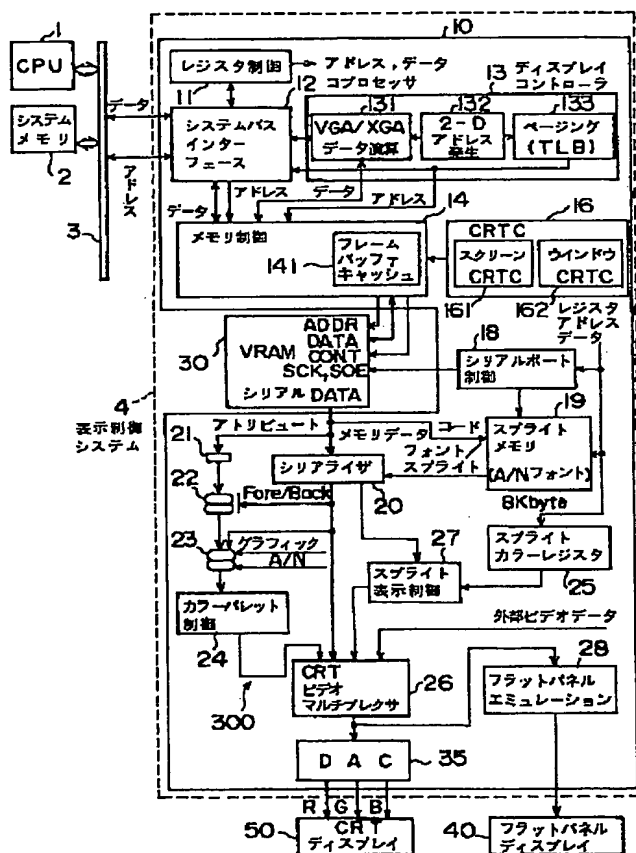 1
CPU
システム
メモリ
2
データ
アドレス
3
10
レジスタ制御
11
アドレス,データ
コプロセッサ
12
システムバス
インター
フェース
13
ディスプレイ
コントローラ
131
VGA/XGA
データ演算
132
2-D
アドレス
発生
133
ページング
(TLB)
データ
アドレス
データ
アドレス
14
メモリ制御
141
フレーム
バッファ
キャッシュ
16
CRTC
スクリーン
CRTC
161
ウインドウ
CRTC
162
レジスタ
アドレス
データ
30
VRAM
ADDR
DATA
CONT
SCK,SOE
シリアル DATA
18
シリアルポート
制御
4
表示制御
システム
アトリビュート
メモリデータ
コード
フォント
スプライト
19
スプライト
メモリ
(A/Nフォント)
8Kbyte
21
シリアライザ
20
22
Fore/Back
23
グラフィック
A/N
27
スプライト
表示制御
スプライト
カラーレジスタ
25
カラーパレット
制御
24
外部ビデオデータ
300
CRT
ビデオ
マルチプレクサ
26
28
フラットパネル
エミュレーション
DAC
35
R
G
B
50
CRT
ディスプレイ
40
フラットパネル
ディスプレイ